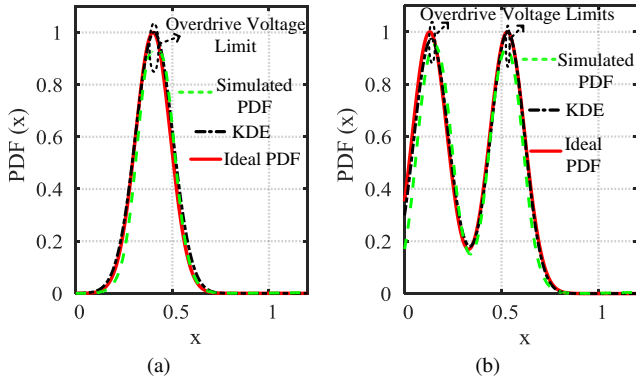 Overdrive Voltage
Limit
Simulated
PDF
KDE
Ideal PDF
PDF (x)
1
0.8
0.6
0.4
0.2
0
0
0.5
1
x
(a)
Overdrive Voltage Limits
Simulated
PDF
KDE
Ideal
PDF
PDF (x)
1
0.8
0.6
0.4
0.2
0
0
0.5
1
x
(b)